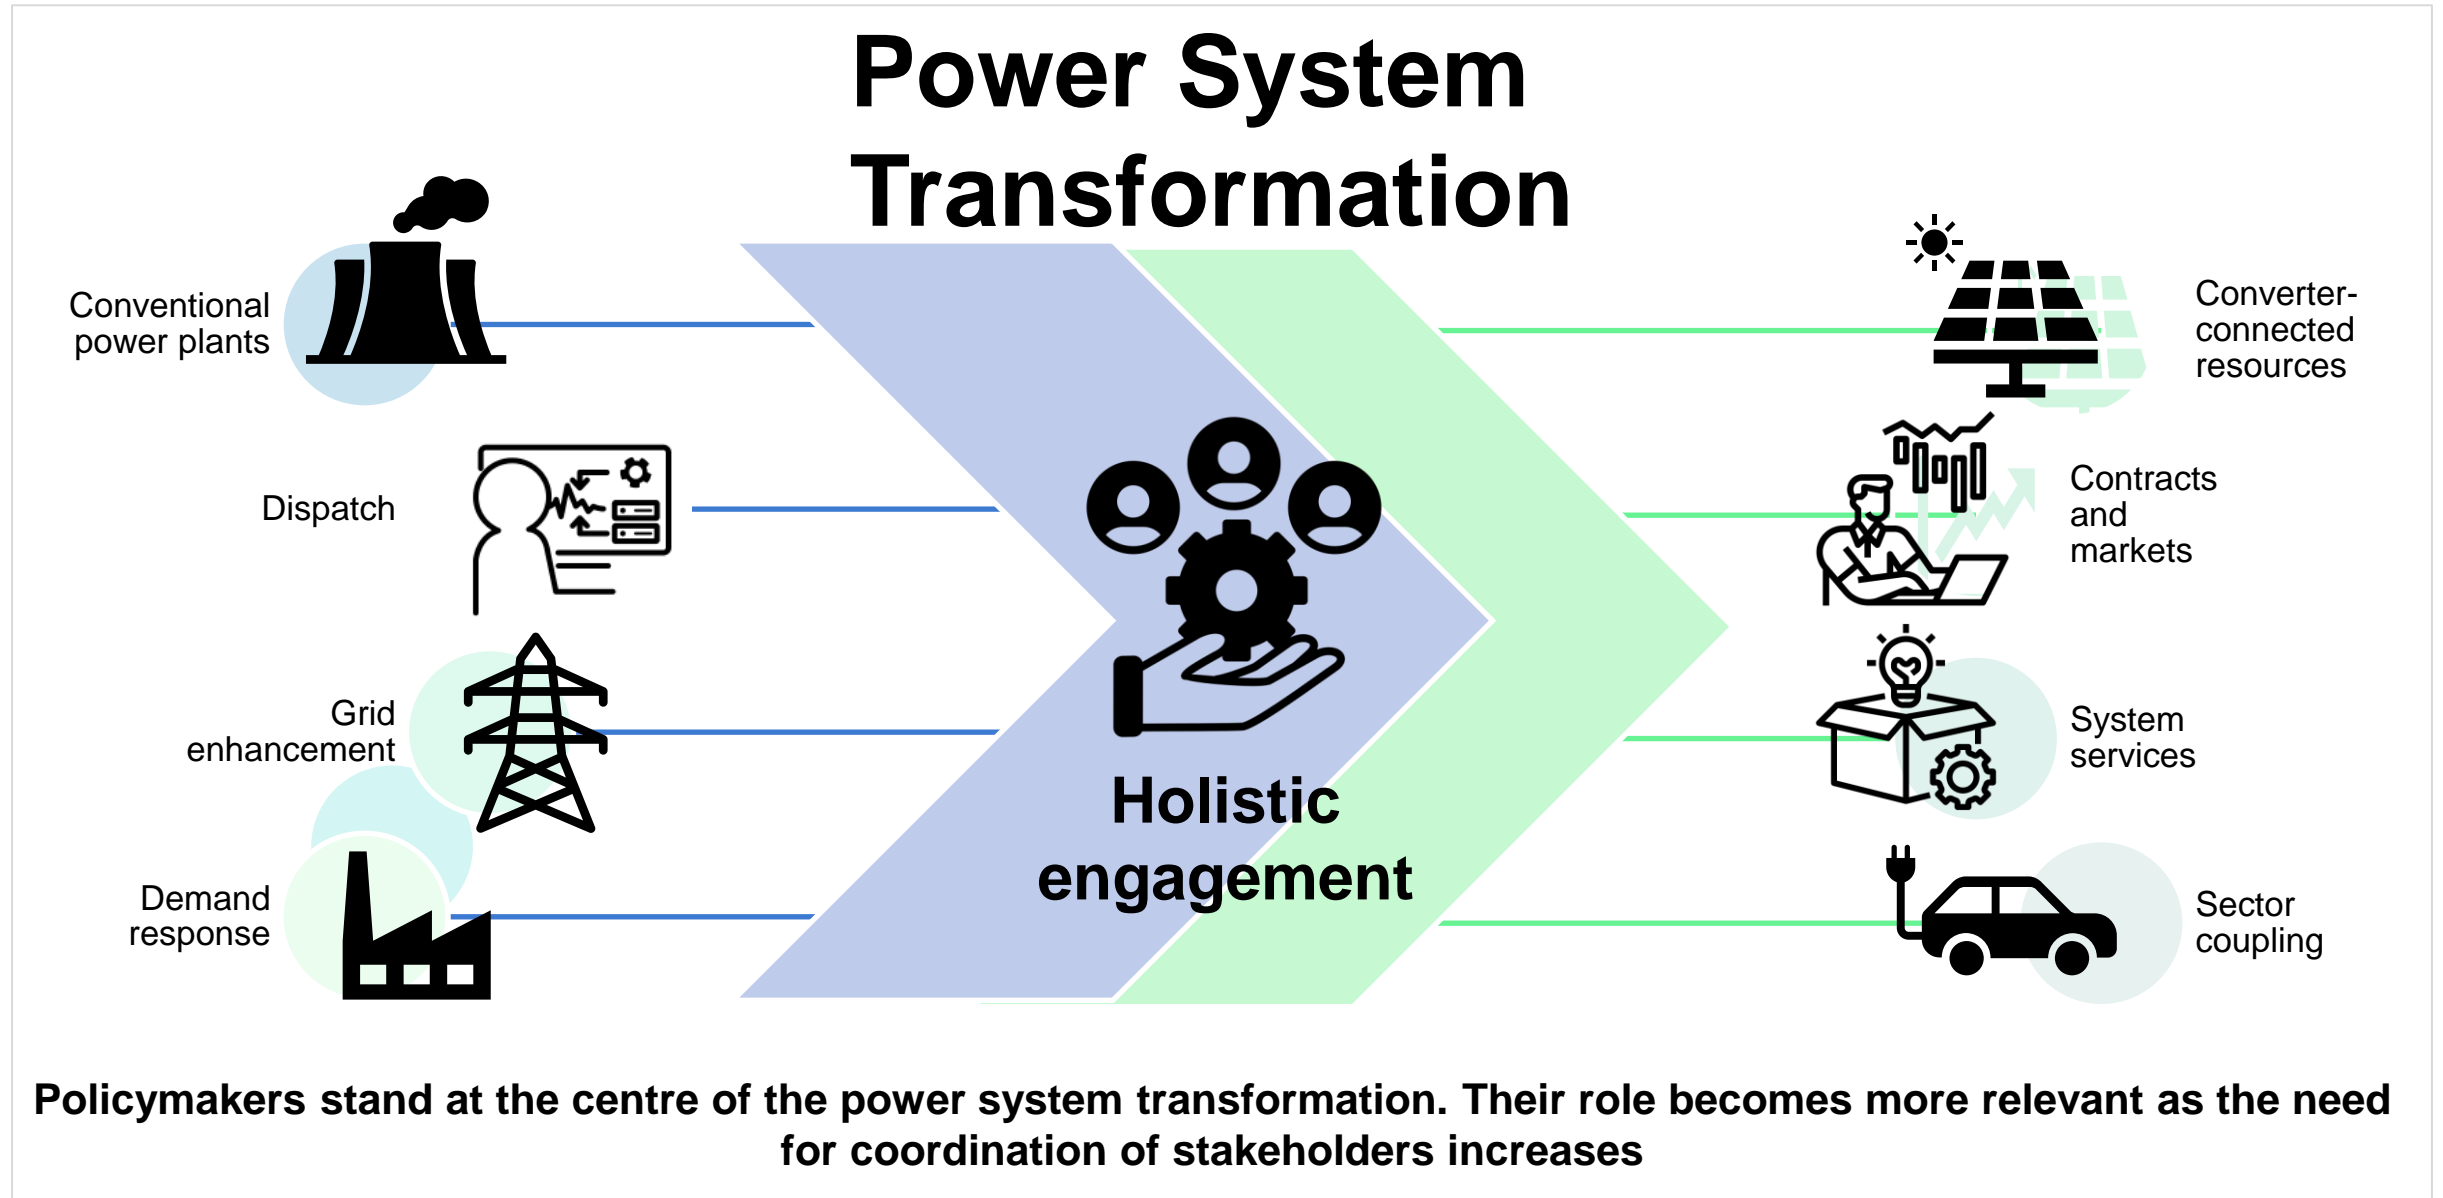 Power System
Transformation
Conventional
power plants
Dispatch
Grid
enhancement
Demand
response
Holistic
engagement
Converter-
connected
resources
Contracts
and
markets
System
services
Sector
coupling
Policymakers stand at the centre of the power system transformation. Their role becomes more relevant as the need
for coordination of stakeholders increases